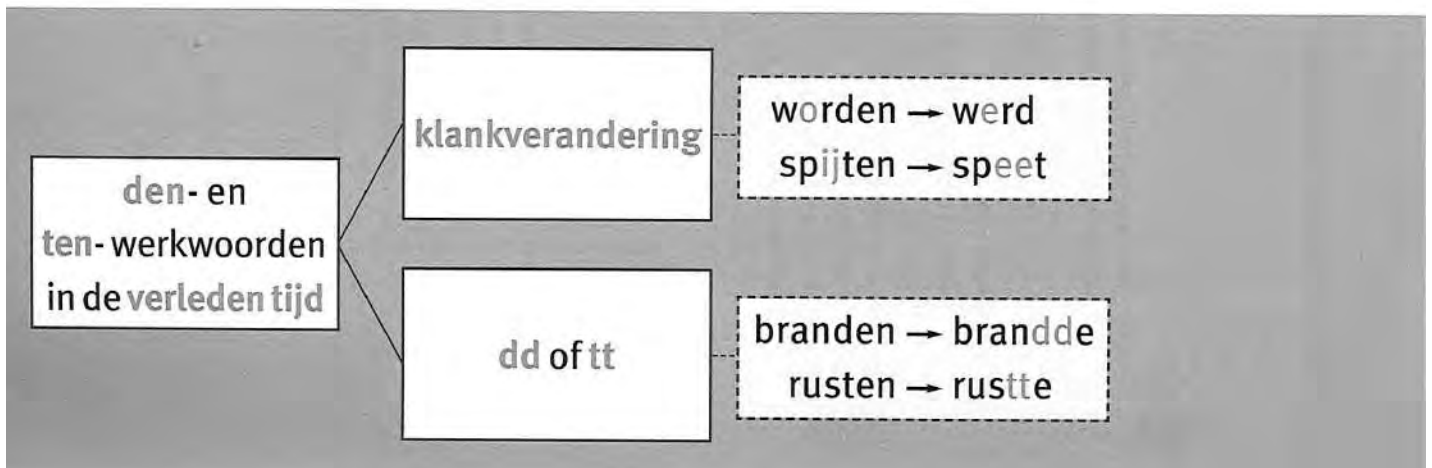 den- en
ten- werkwoorden
in de verleden tijd
klankverandering
worden → werd
spijten → speet
dd of tt
branden → brandde
rusten → rustte